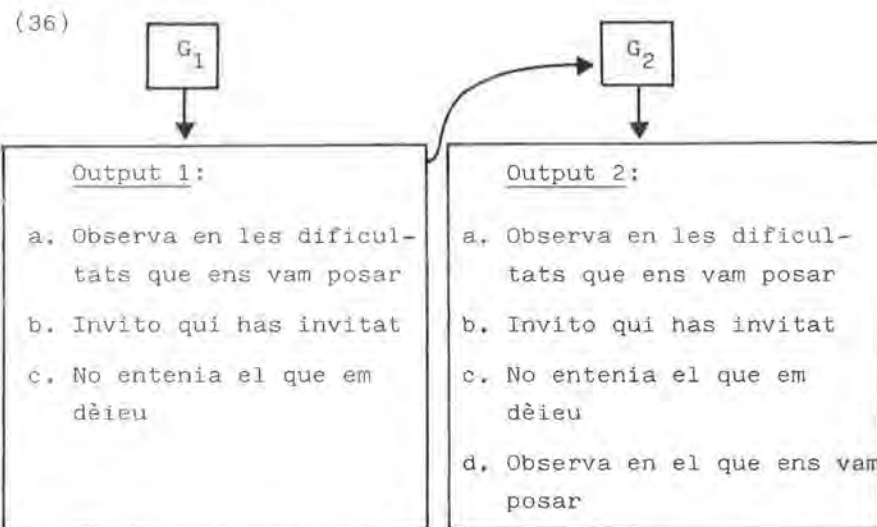 (36)
G1
G2
Output 1:
a. Observa en les dificul-
tats que ens vam posar
b. Invito qui has invitat
c. No entenia el que em
dèieu
Output 2:
a. Observa en les dificul-
tats que ens vam posar
b. Invito qui has invitat
c. No entenia el que em
dèieu
d. Observa en el que ens vam
posar